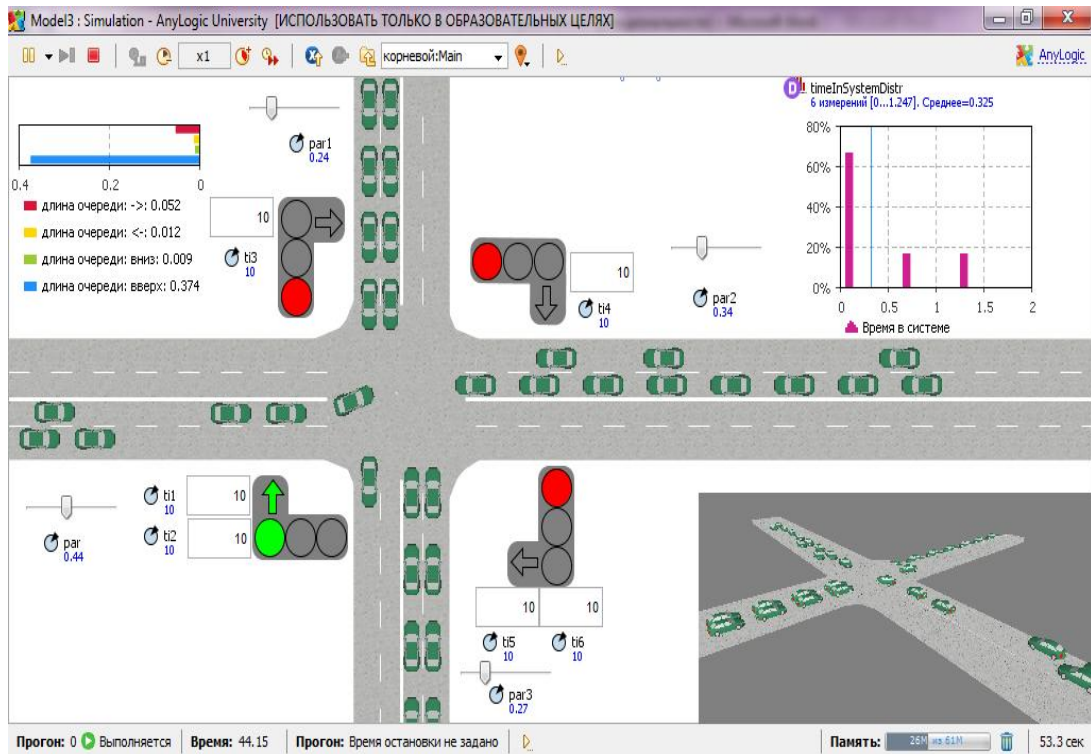 Model3 : Simulation - AnyLogic University [ИСПОЛЬЗОВАТЬ ТОЛЬКО В ОБРАЗОВАТЕЛЬНЫХ ЦЕЛЯХ]
x1
корневой:Main
AnyLogic
0.4 0.2 0
длина очереди: ->: 0.052
длина очереди: <-: 0.012
длина очереди: вниз: 0.009
длина очереди: вверх: 0.374
par1
0.24
10
ti3
10
10
ti4
10
par2
0.34
timeInSystemDistr
6 измерений [0...1.247]. Среднее=0.325
80%
60%
40%
20%
0%
0 0.5 1 1.5 2
Время в системе
par
0.44
ti1
10
10
ti2
10
10
10 10
ti5
10
ti6
10
par3
0.27
Прогон: 0 Выполняется Время: 44.15 Прогон: Время остановки не задано Память: 26M из 61M 53.3 сек